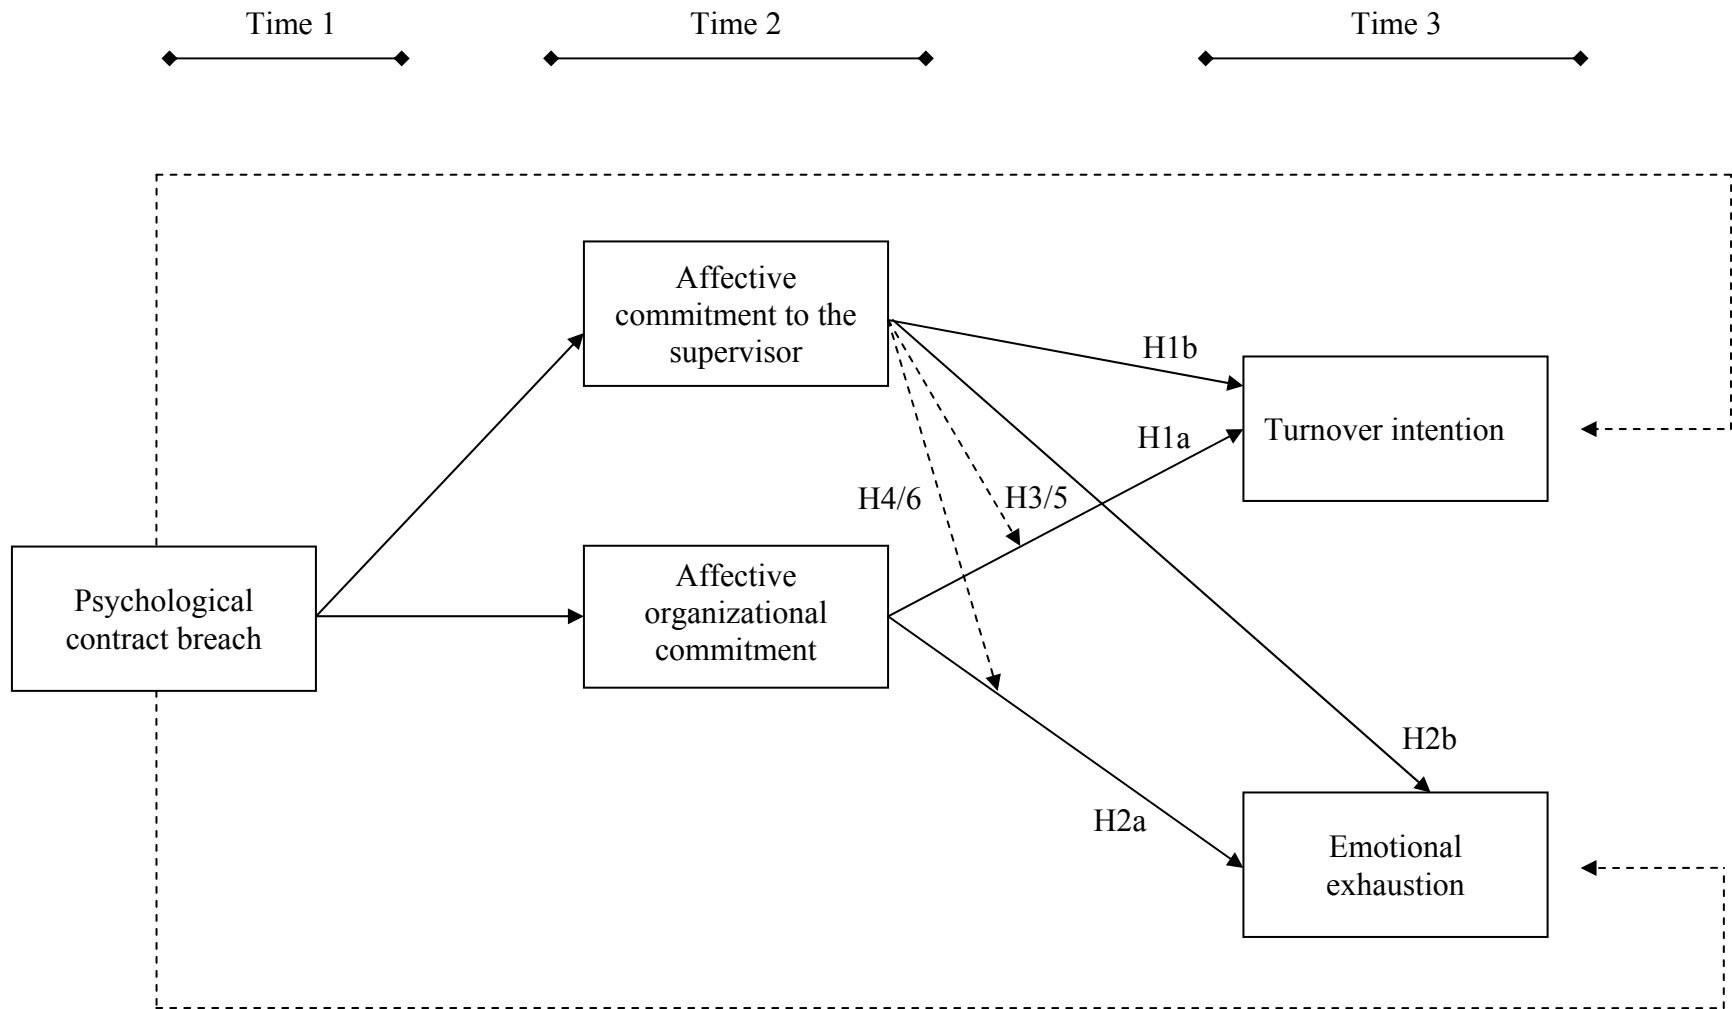 Time 1
Time 2
Time 3
Affective
commitment to the
supervisor
H1b
Turnover intention
H1a
H4/6
H3/5
Psychological
contract breach
Affective
organizational
commitment
H2b
H2a
Emotional
exhaustion